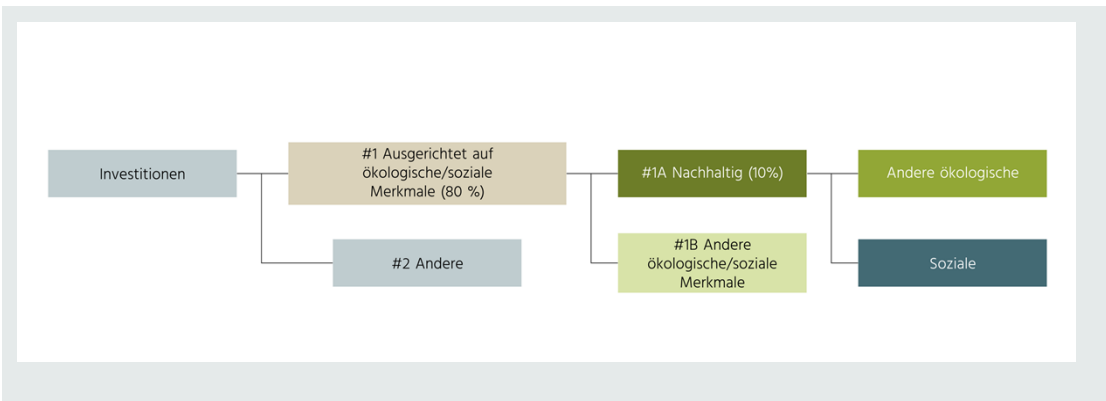 Investitionen
#1 Ausgerichtet auf
ökologische/soziale
Merkmale (80 %)
#1A Nachhaltig (10%)
Andere ökologische
#2 Andere
#1B Andere
ökologische/soziale
Merkmale
Soziale